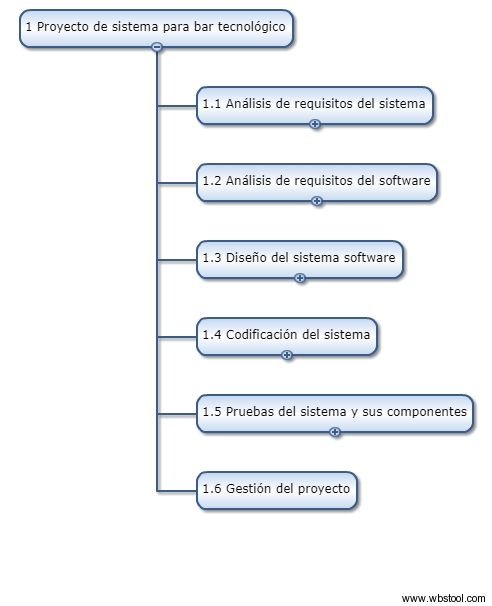 1 Proyecto de sistema para bar tecnológico
1.1 Análisis de requisitos del sistema
1.2 Análisis de requisitos del software
1.3 Diseño del sistema software
1.4 Codificación del sistema
1.5 Pruebas del sistema y sus componentes
1.6 Gestión del proyecto
www.wbstool.com